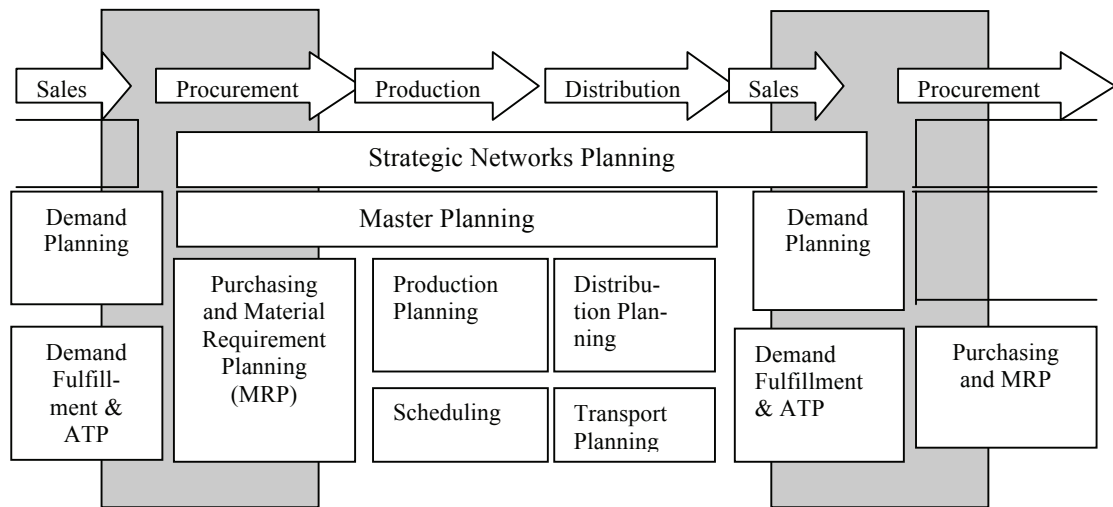 Sales
Procurement
Production
Distribution
Sales
Procurement
Strategic Networks Planning
Master Planning
Demand
Planning
Demand
Planning
Purchasing
and Material
Requirement
Planning
(MRP)
Production
Planning
Distribu-
tion Plan-
ning
Demand
Fulfill-
ment &
ATP
Scheduling
Transport
Planning
Demand
Fulfillment
& ATP
Purchasing
and MRP